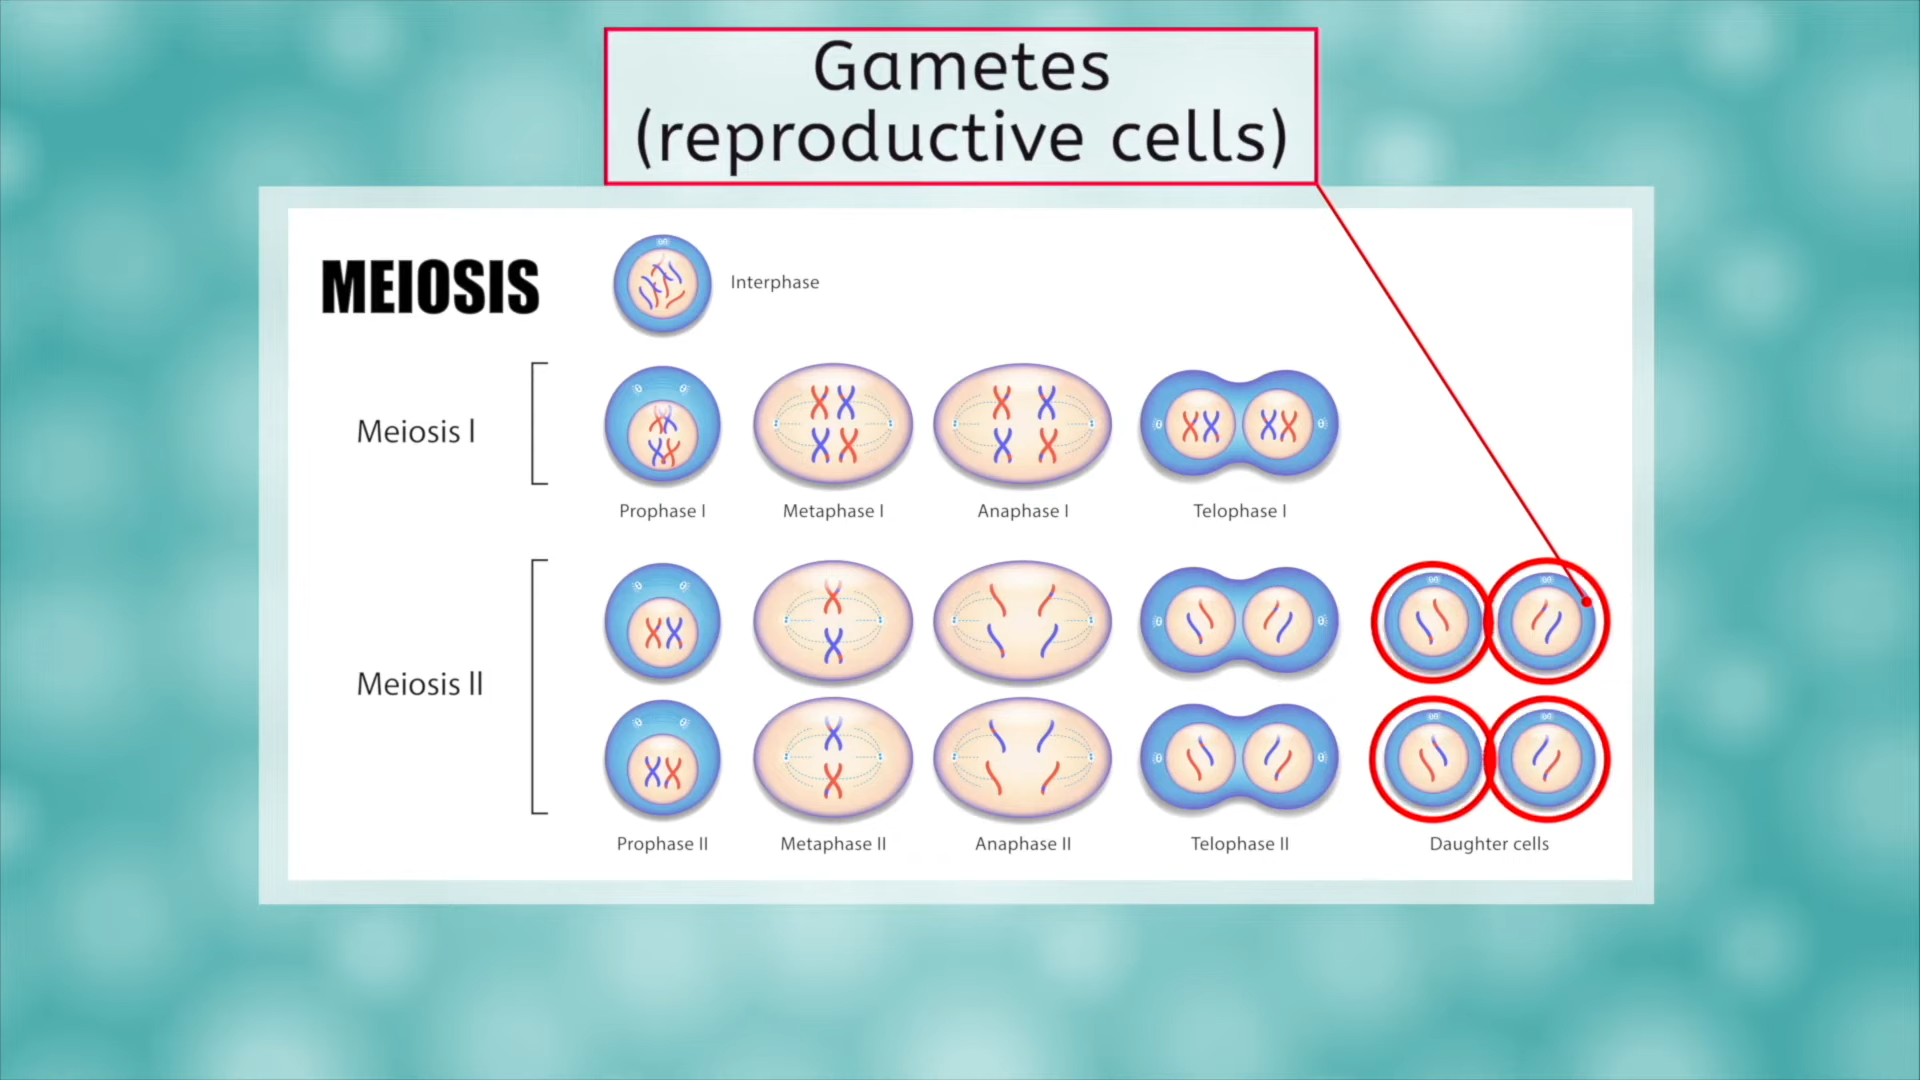 Gametes
(reproductive cells)
MEIOSIS
Interphase
Meiosis I
Prophase I
Metaphase I
Anaphase I
Telophase I
Meiosis II
Prophase II
Metaphase II
Anaphase II
Telophase II
Daughter cells